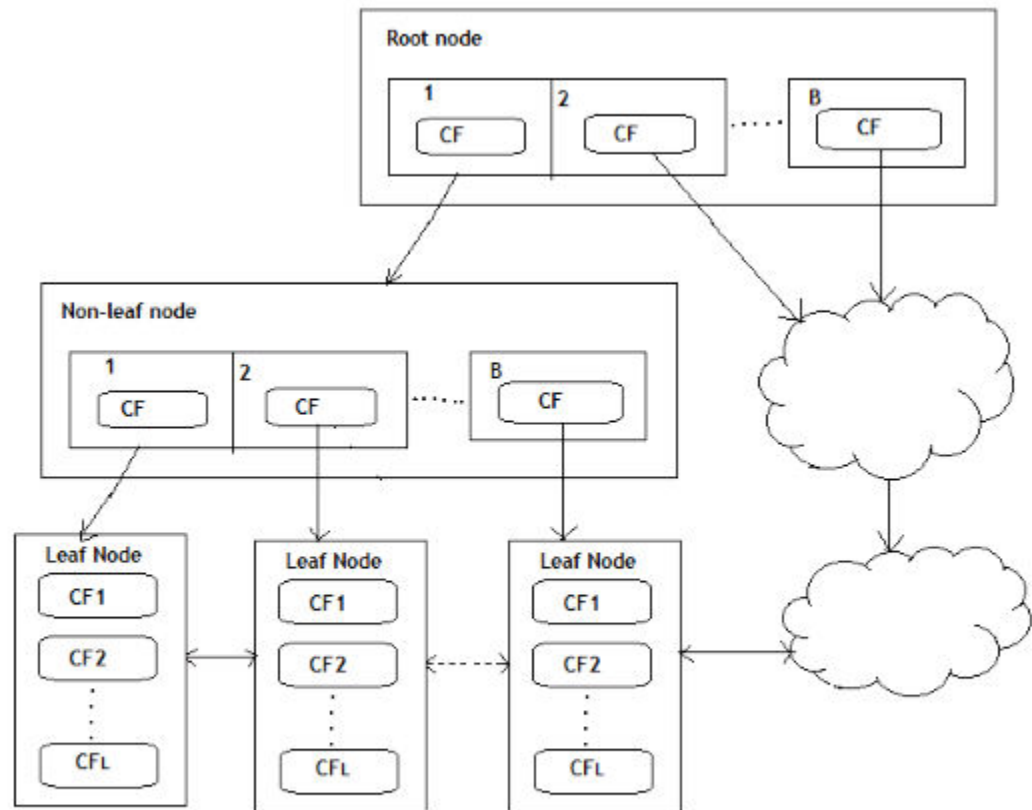 Root node
1
2
B
CF
CF
CF
Non-leaf node
1
2
B
CF
CF
CF
Leaf Node
CF1
CF2
CFL
Leaf Node
CF1
CF2
CFL
Leaf Node
CF1
CF2
CFL